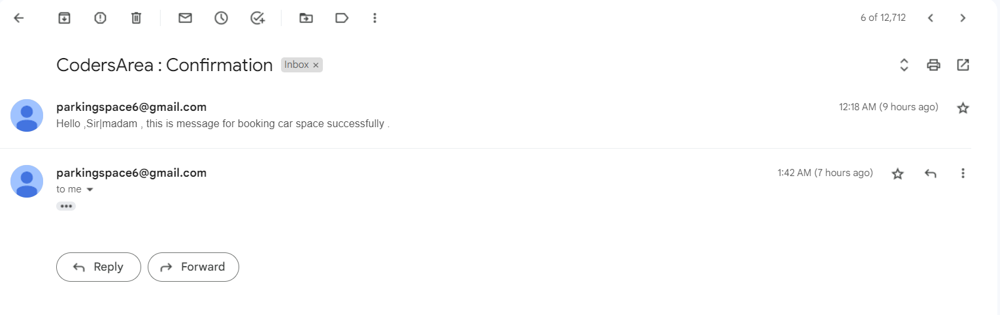 6 of 12,712
CodersArea : Confirmation Inbox ×
parkingspace6@gmail.com 12:18 AM (9 hours ago)
Hello ,Sir|madam , this is message for booking car space successfully .
parkingspace6@gmail.com 1:42 AM (7 hours ago)
to me
Reply Forward